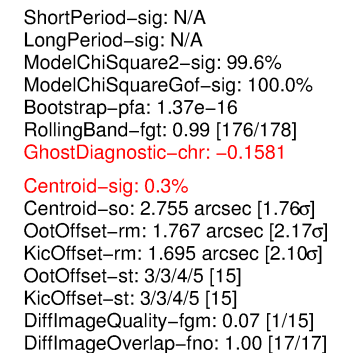 ShortPeriod−sig: N/A
LongPeriod−sig: N/A
ModelChiSquare2−sig: 99.6%
ModelChiSquareGof−sig: 100.0%
Bootstrap−pfa: 1.37e−16
RollingBand−fgt: 0.99 [176/178]
GhostDiagnostic−chr: −0.1581
Centroid−sig: 0.3%
Centroid−so: 2.755 arcsec [1.76σ]
OotOffset−rm: 1.767 arcsec [2.17σ]
KicOffset−rm: 1.695 arcsec [2.10σ]
OotOffset−st: 3/3/4/5 [15]
KicOffset−st: 3/3/4/5 [15]
DiffImageQuality−fgm: 0.07 [1/15]
DiffImageOverlap−fno: 1.00 [17/17]